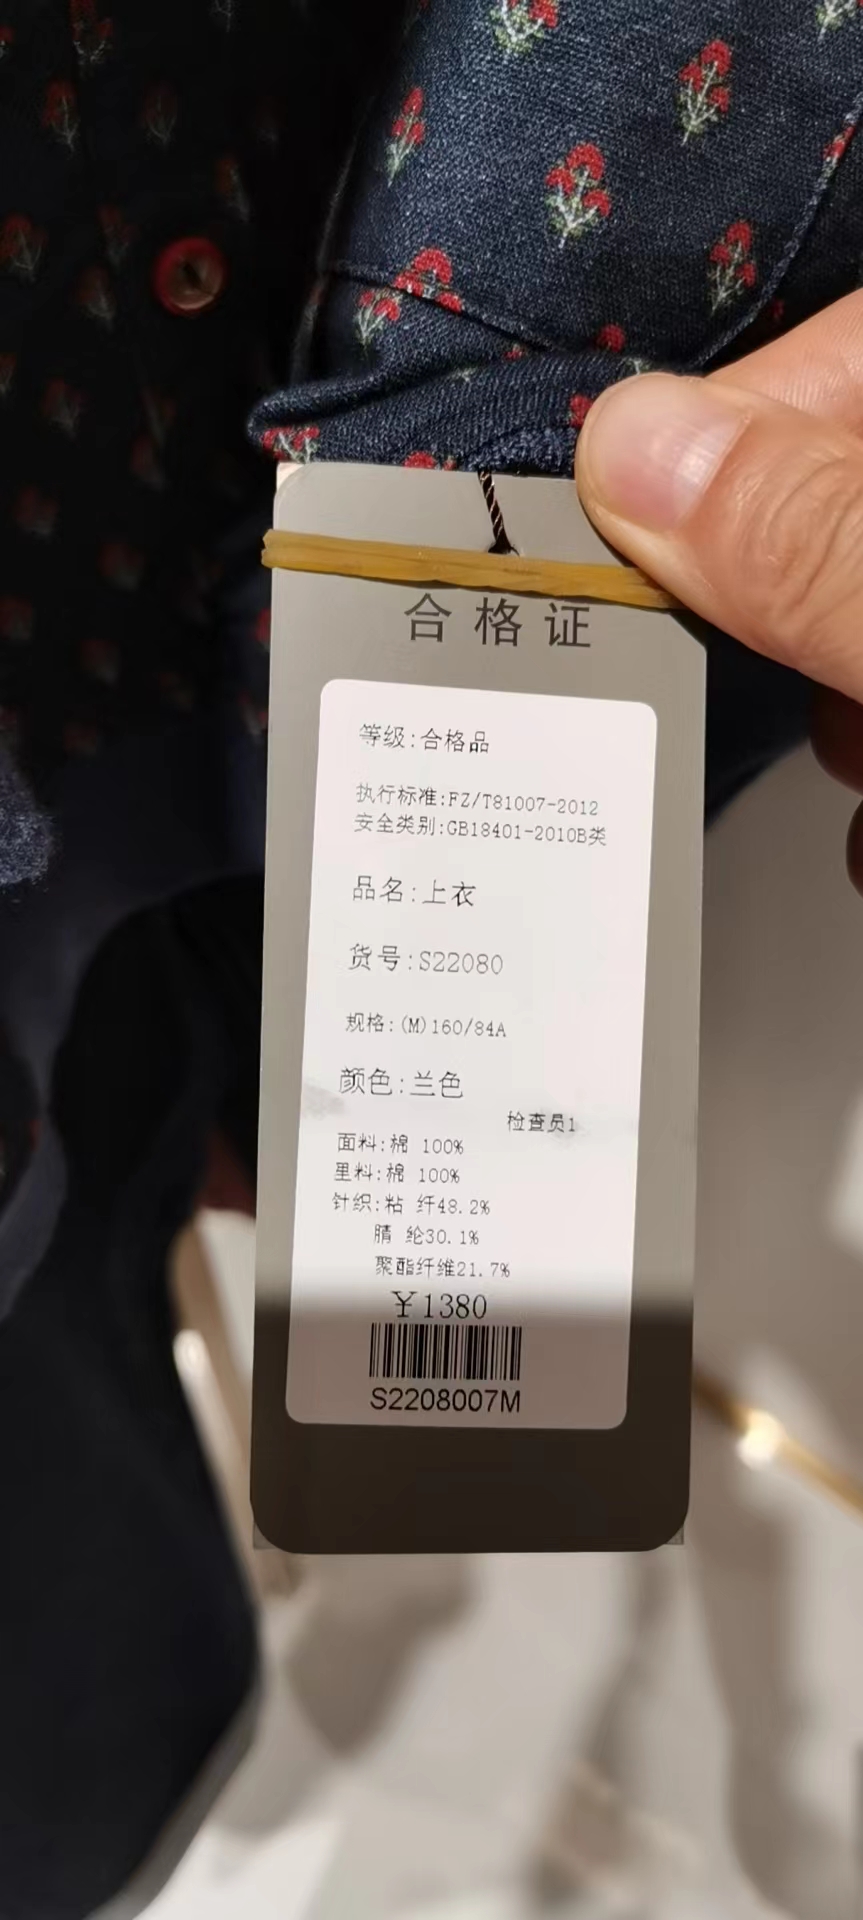 合格证
等级:合格品
执行标准:FZ/T81007-2012
安全类别:GB18401-2010B类
品名:上衣
货号:S22080
规格:(M)160/84A
颜色:兰色
检查员1
面料:棉 100%
里料:棉 100%
针织:粘 纤48.2%
腈 纶30.1%
聚酯纤维21.7%
¥1380
S2208007M